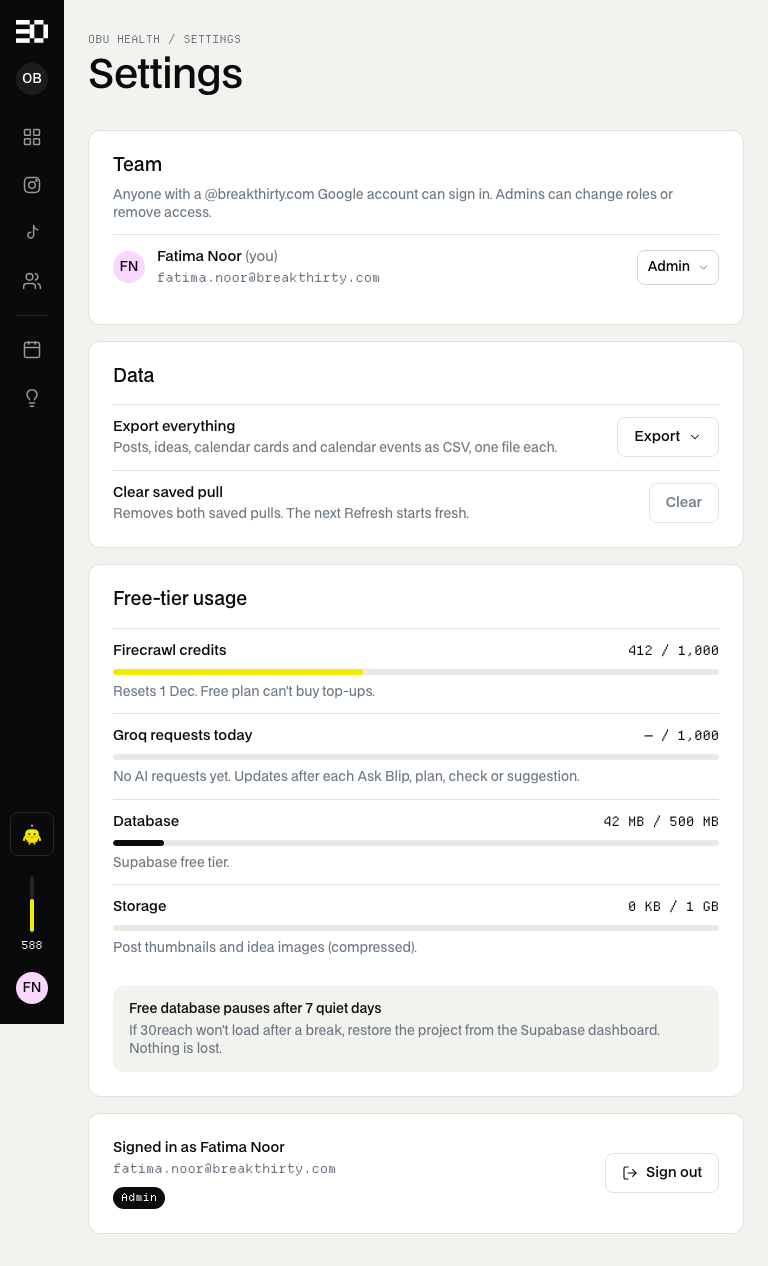 30
OB
588
FN
OBU HEALTH / SETTINGS
Settings
Team
Anyone with a @breakthirty.com Google account can sign in. Admins can change roles or
remove access.
FN
Fatima Noor (you)
fatima.noor@breakthirty.com
Admin
Data
Export everything
Posts, ideas, calendar cards and calendar events as CSV, one file each.
Export
Clear saved pull
Removes both saved pulls. The next Refresh starts fresh.
Clear
Free-tier usage
Firecrawl credits
412 / 1,000
Resets 1 Dec. Free plan can't buy top-ups.
Groq requests today
— / 1,000
No AI requests yet. Updates after each Ask Blip, plan, check or suggestion.
Database
42 MB / 500 MB
Supabase free tier.
Storage
0 KB / 1 GB
Post thumbnails and idea images (compressed).
Free database pauses after 7 quiet days
If 30reach won't load after a break, restore the project from the Supabase dashboard.
Nothing is lost.
Signed in as Fatima Noor
fatima.noor@breakthirty.com
Admin
Sign out